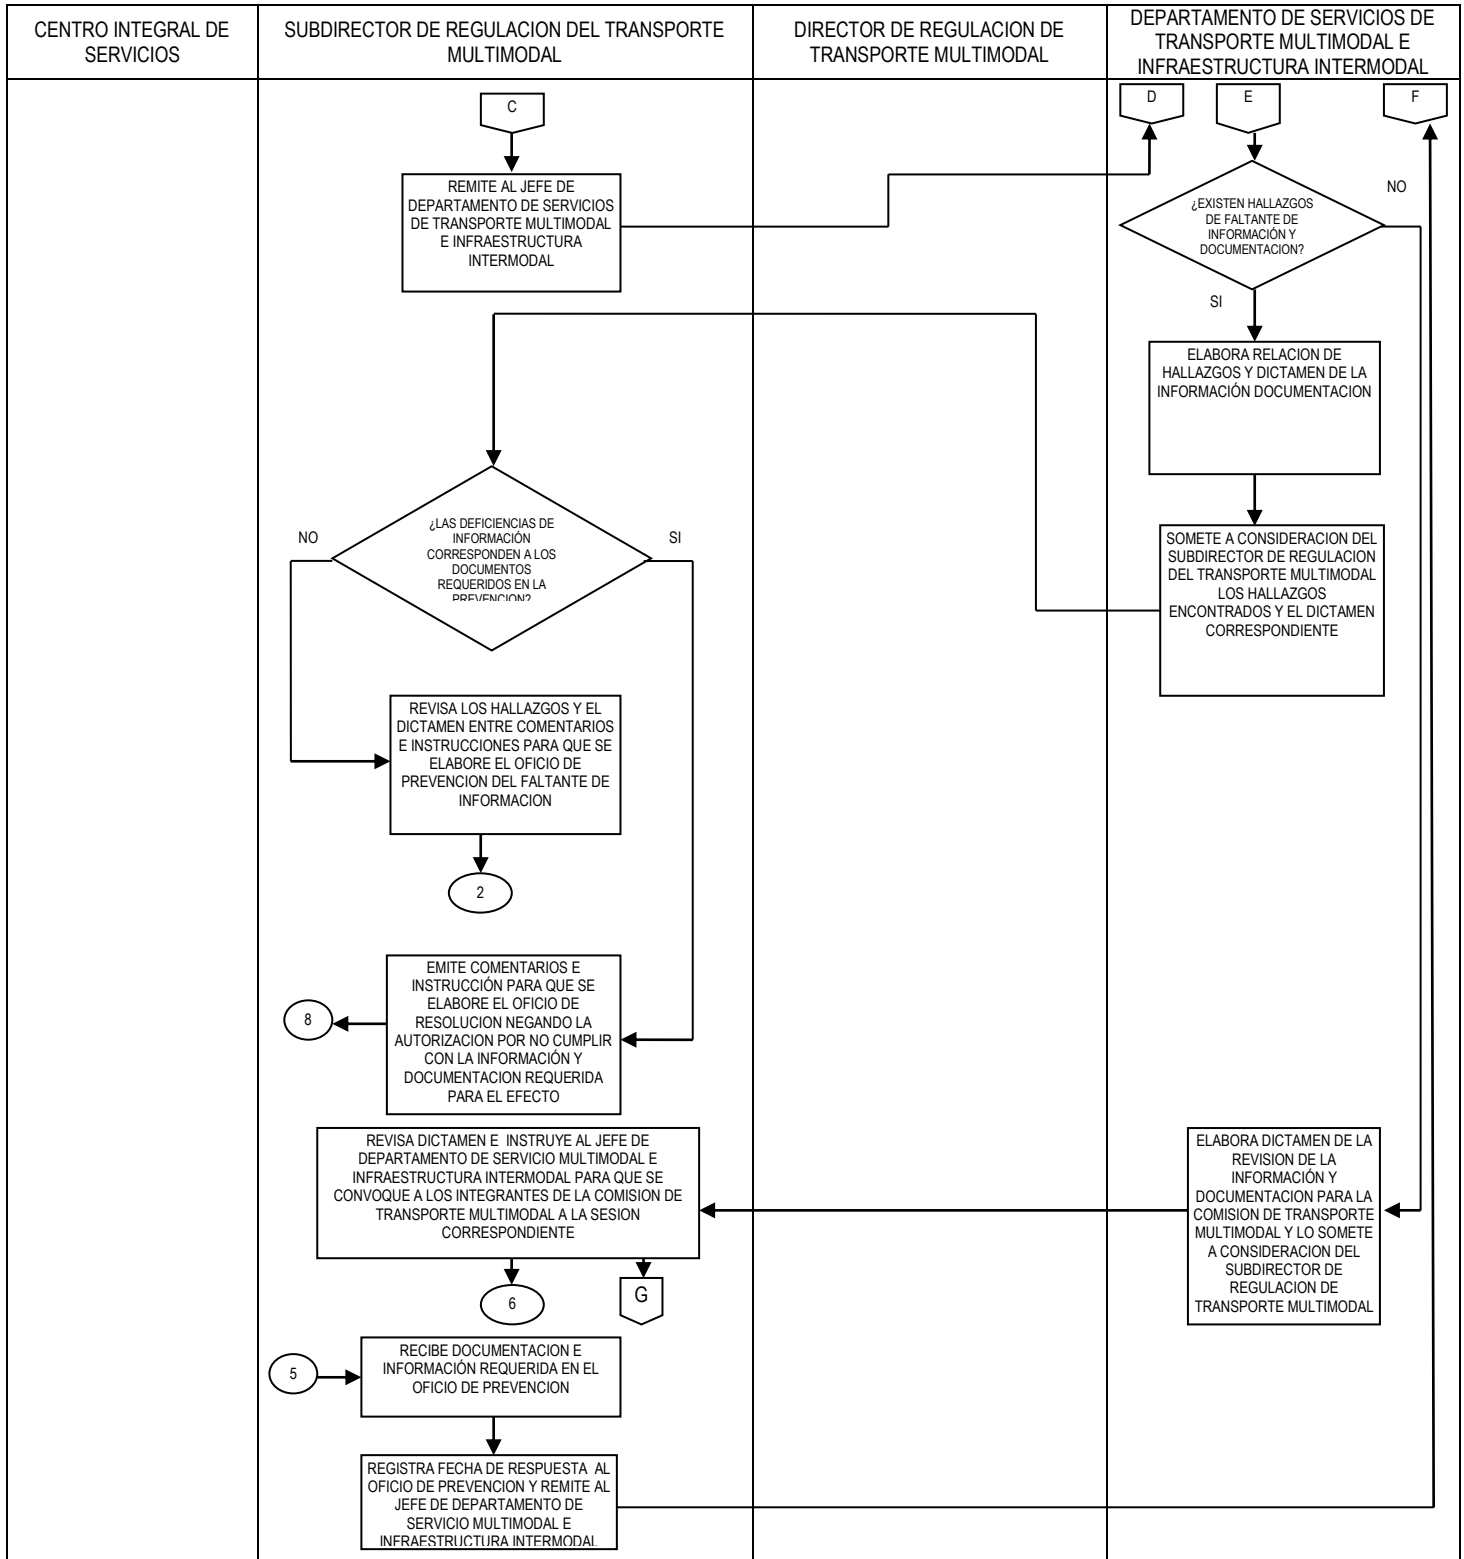 CENTRO INTEGRAL DE
SERVICIOS
SUBDIRECTOR DE REGULACION DEL TRANSPORTE
MULTIMODAL
DIRECTOR DE REGULACION DE
TRANSPORTE MULTIMODAL
DEPARTAMENTO DE SERVICIOS DE
TRANSPORTE MULTIMODAL E
INFRAESTRUCTURA INTERMODAL
C
D
E
F
REMITE AL JEFE DE
DEPARTAMENTO DE SERVICIOS
DE TRANSPORTE MULTIMODAL
E INFRAESTRUCTURA
INTERMODAL
¿EXISTEN HALLAZGOS
DE FALTANTE DE
INFORMACIÓN Y
DOCUMENTACION?
NO
SI
ELABORA RELACION DE
HALLAZGOS Y DICTAMEN DE LA
INFORMACIÓN DOCUMENTACION
SOMETE A CONSIDERACION DEL
SUBDIRECTOR DE REGULACION
DEL TRANSPORTE MULTIMODAL
LOS HALLAZGOS
ENCONTRADOS Y EL DICTAMEN
CORRESPONDIENTE
¿LAS DEFICIENCIAS DE
INFORMACIÓN
CORRESPONDEN A LOS
DOCUMENTOS
REQUERIDOS EN LA
PREVENCION?
NO
SI
REVISA LOS HALLAZGOS Y EL
DICTAMEN ENTRE COMENTARIOS
E INSTRUCCIONES PARA QUE SE
ELABORE EL OFICIO DE
PREVENCION DEL FALTANTE DE
INFORMACION
2
EMITE COMENTARIOS E
INSTRUCCIÓN PARA QUE SE
ELABORE EL OFICIO DE
RESOLUCION NEGANDO LA
AUTORIZACION POR NO CUMPLIR
CON LA INFORMACIÓN Y
DOCUMENTACION REQUERIDA
PARA EL EFECTO
8
REVISA DICTAMEN E INSTRUYE AL JEFE DE
DEPARTAMENTO DE SERVICIO MULTIMODAL E
INFRAESTRUCTURA INTERMODAL PARA QUE SE
CONVOQUE A LOS INTEGRANTES DE LA COMISION DE
TRANSPORTE MULTIMODAL A LA SESION
CORRESPONDIENTE
ELABORA DICTAMEN DE LA
REVISION DE LA
INFORMACIÓN Y
DOCUMENTACION PARA LA
COMISION DE TRANSPORTE
MULTIMODAL Y LO SOMETE
A CONSIDERACION DEL
SUBDIRECTOR DE
REGULACION DE
TRANSPORTE MULTIMODAL
6
G
5
RECIBE DOCUMENTACION E
INFORMACIÓN REQUERIDA EN EL
OFICIO DE PREVENCION
REGISTRA FECHA DE RESPUESTA AL
OFICIO DE PREVENCION Y REMITE AL
JEFE DE DEPARTAMENTO DE
SERVICIO MULTIMODAL E
INFRAESTRUCTURA INTERMODAL